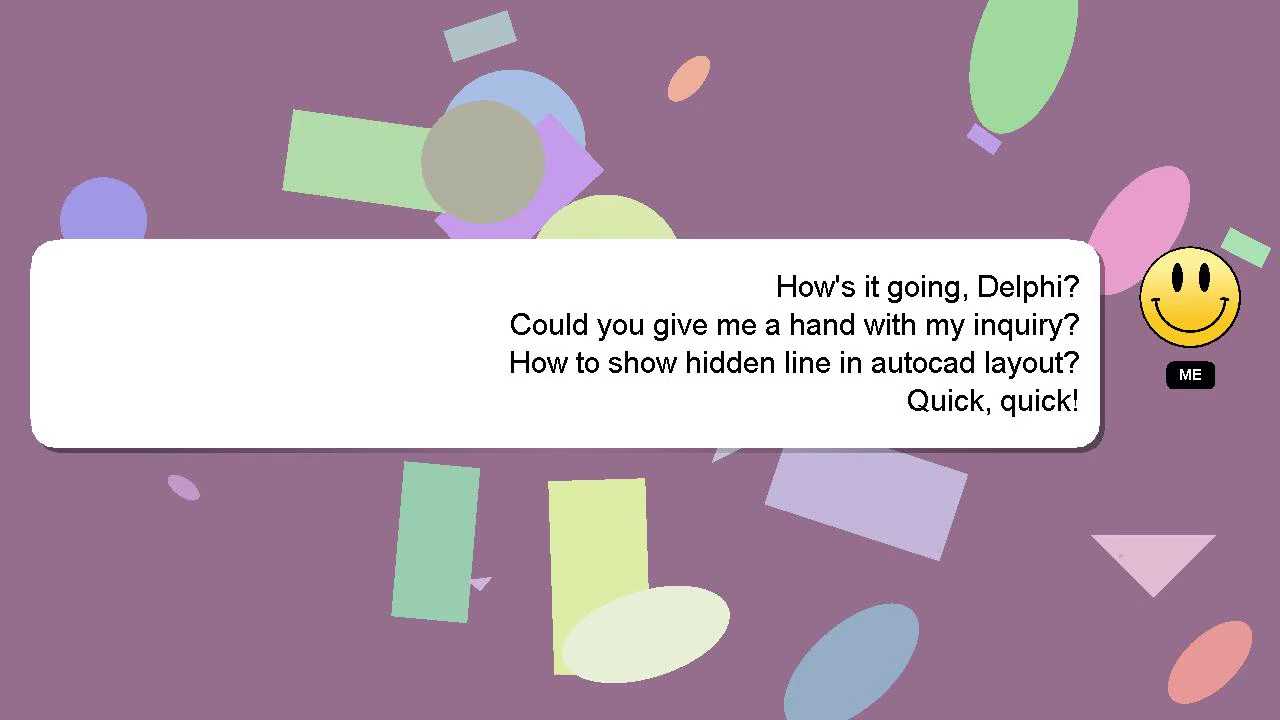 How's it going, Delphi?
Could you give me a hand with my inquiry?
How to show hidden line in autocad layout?
Quick, quick!
ME